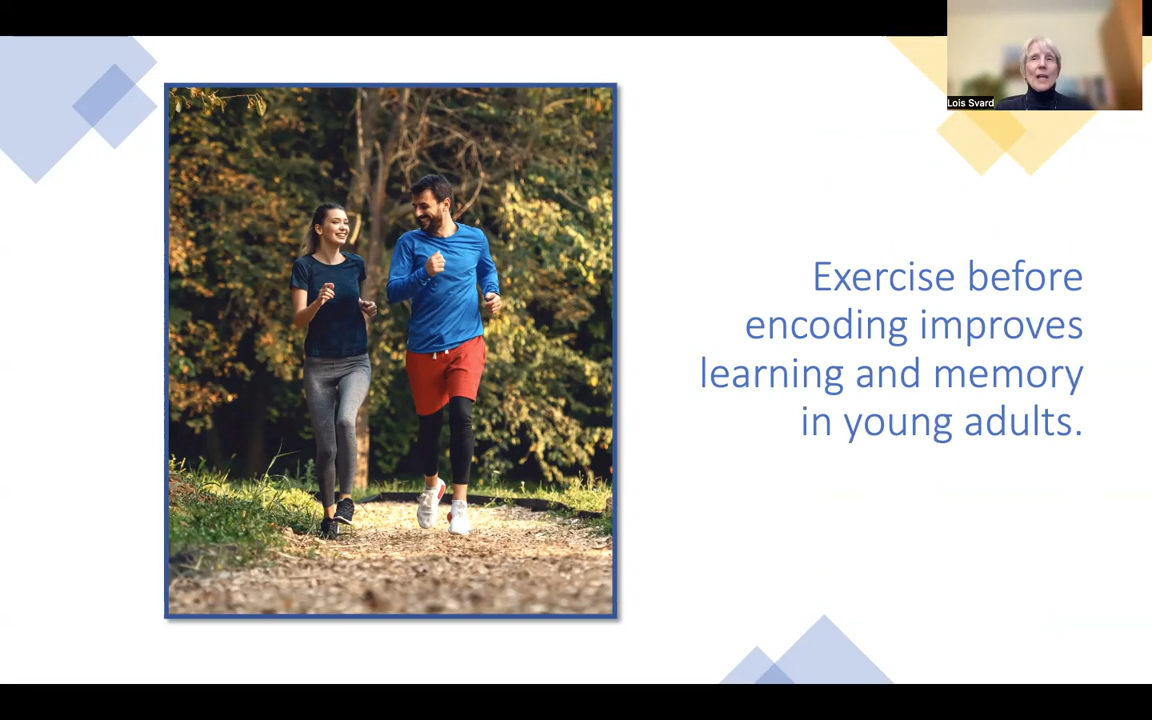 Lois Svard
Exercise before
encoding improves
learning and memory
in young adults.